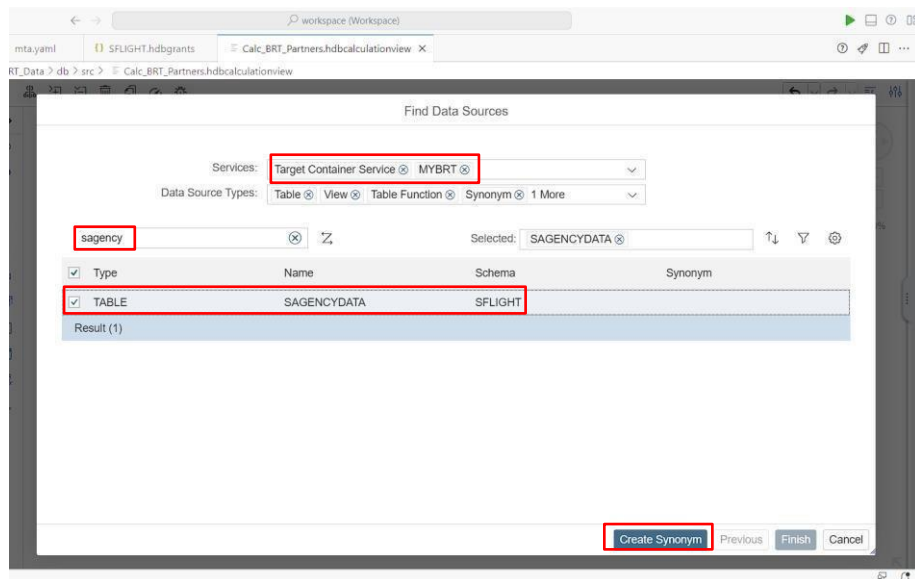 workspace (Workspace)
mta.yaml {} SFLIGHT.hdbgrants Calc_BRT_Partners.hdbcalculationview
RT_Data > db > src > Calc_BRT_Partners.hdbcalculationview
Find Data Sources
Services: Target Container Service MYBRT
Data Source Types: Table View Table Function Synonym 1 More
sagency Selected: SAGENCYDATA
Type Name Schema Synonym
TABLE SAGENCYDATA SFLIGHT
Result (1)
Create Synonym Previous Finish Cancel